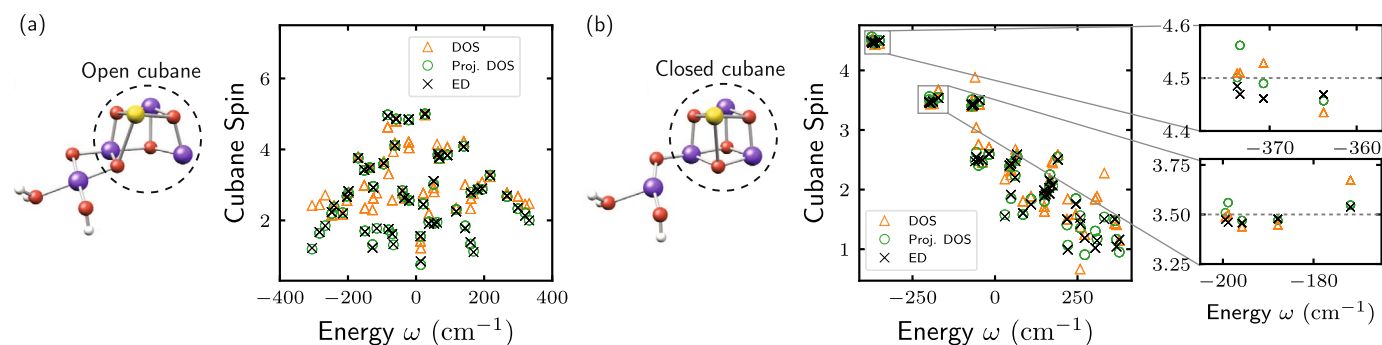 (a)
Open cubane
Cubane Spin
7
6
4
2
−400
−200
0
200
400
Energy ω (cm⁻¹)
DOS
Proj. DOS
ED
(b)
Closed cubane
Cubane Spin
4
3
2
1
−250
0
250
Energy ω (cm⁻¹)
DOS
Proj. DOS
ED
4.6
4.5
4.4
−370
−360
3.75
3.50
3.25
−200
−180
Energy ω (cm⁻¹)